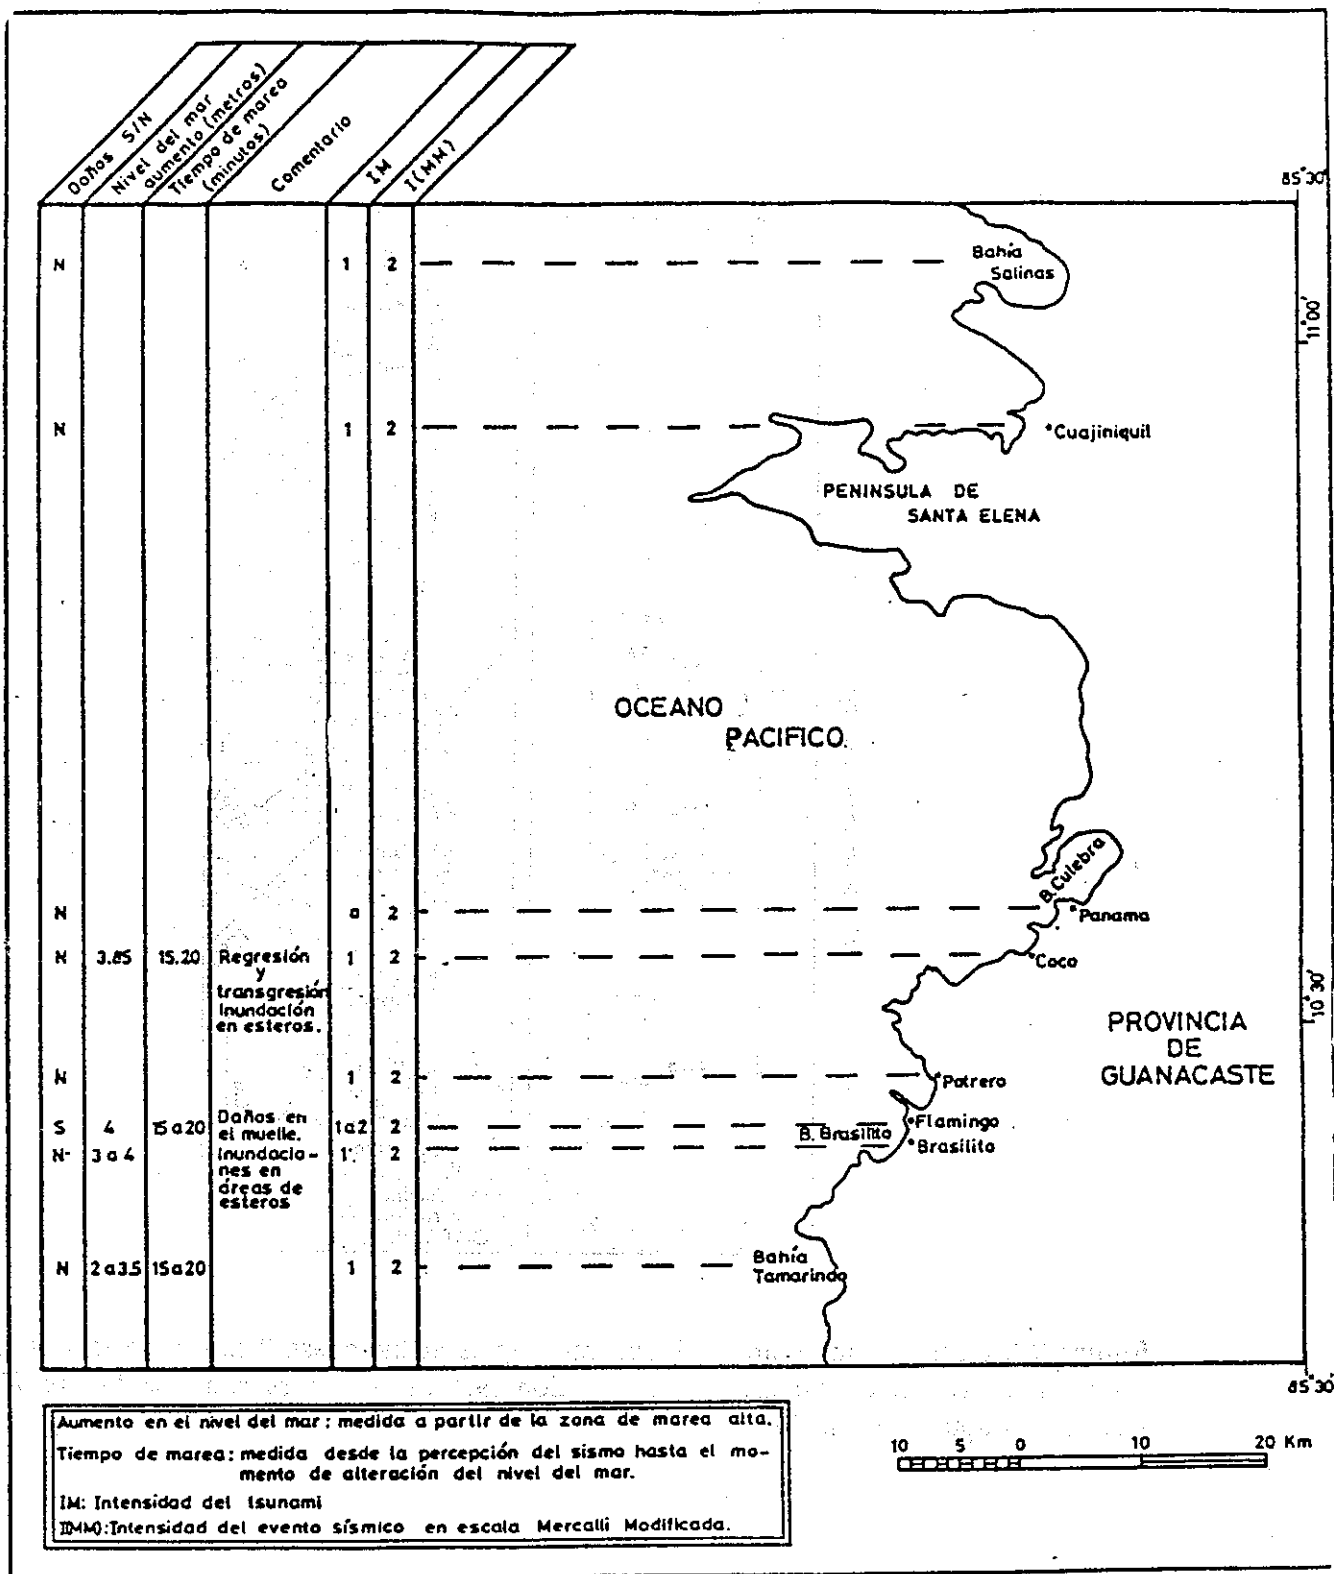 Daños S/N
Nivel del mar
aumento (metros)
Tiempo de marea
(minutos)
Comentario
IM
I(MM)
85°30'
N 1 2 Bahía
Salinas
11°00'
N 1 2 Cuajiniquil
PENINSULA DE
SANTA ELENA
OCEANO
PACIFICO
B. Culebra
N a 2 Panama
N 3.85 15.20 Regresión 1 2 Coco
y
transgresión
Inundación
en esteros.
10°30'
PROVINCIA
DE
GUANACASTE
N 1 2 Potrero
S 4 15 a 20 Daños en 1a2 2 Flamingo
el muelle.
B. Brasilito
N 3 a 4 Inundacio- 1 2 Brasilito
nes en
áreas de
esteros
N 2 a 3.5 15a20 1 2 Bahía
Tamarindo
85°30'
Aumento en el nivel del mar: medida a partir de la zona de marea alta.
Tiempo de marea: medida desde la percepción del sismo hasta el mo-
mento de alteración del nivel del mar.
IM: Intensidad del tsunami
I(MM): Intensidad del evento sísmico en escala Mercalli Modificada.
10 5 0 10 20 Km